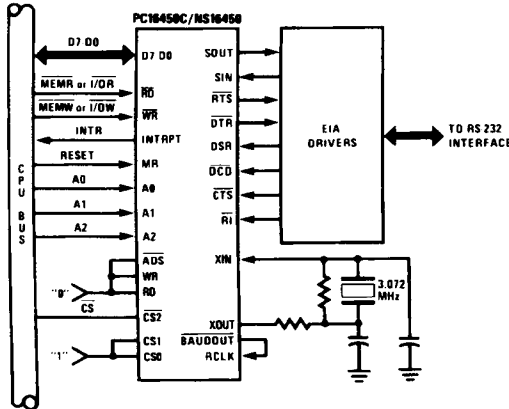 PC16450C/NS16450
CPU BUS
D7 D0
MEMR or I/OR
MEMW or I/OW
INTR
RESET
A0
A1
A2
"0"
CS
"1"
D7 D0
RD
WR
INTRPT
MR
A0
A1
A2
ADS
WR
RD
CS2
CS1
CS0
SOUT
SIN
RTS
DTR
DSR
DCD
CTS
RI
XIN
XOUT
BAUDOUT
RCLK
EIA
DRIVERS
TO RS 232
INTERFACE
3.072
MHz